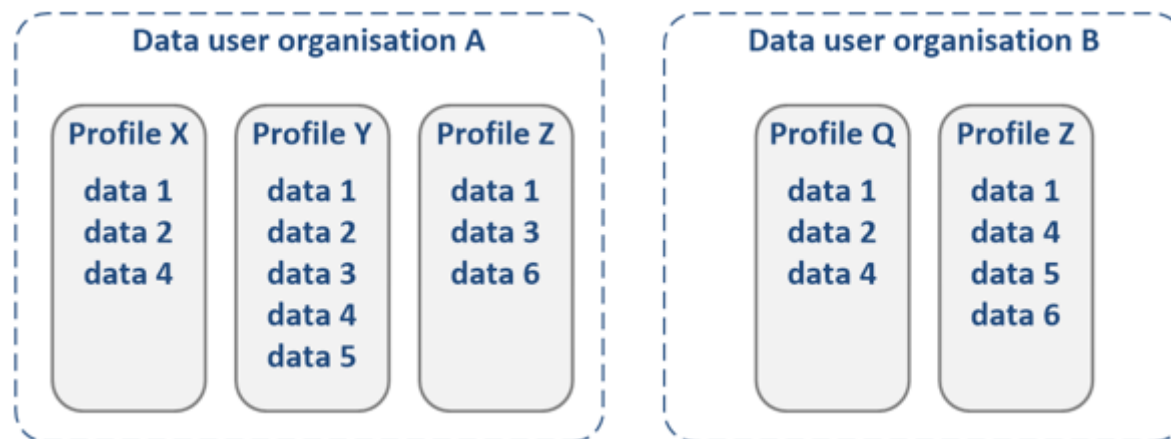 Data user organisation A
Profile X
data 1
data 2
data 4
Profile Y
data 1
data 2
data 3
data 4
data 5
Profile Z
data 1
data 3
data 6
Data user organisation B
Profile Q
data 1
data 2
data 4
Profile Z
data 1
data 4
data 5
data 6